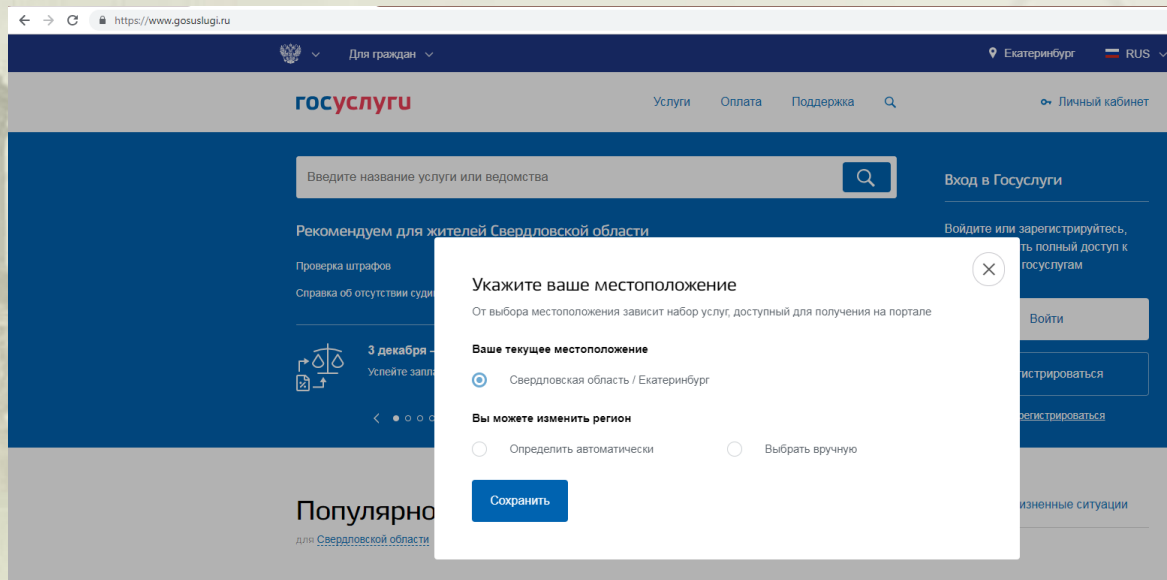 https://www.gosuslugi.ru
Для граждан
Екатеринбург
RUS
госуслуги
Услуги
Оплата
Поддержка
Личный кабинет
Введите название услуги или ведомства
Вход в Госуслуги
Рекомендуем для жителей Свердловской области
Войдите или зарегистрируйтесь,
полный доступ к
Проверка штрафов
госуслугам
Справка об отсутствии
3 декабря –
Успейте
Укажите ваше местоположение
От выбора местоположения зависит набор услуг, доступный для получения на портале
Ваше текущее местоположение
Свердловская область / Екатеринбург
Вы можете изменить регион
Определить автоматически
Выбрать вручную
Сохранить
Войти
гистрироваться
регистрироваться
Популярно
для Свердловской области
изненные ситуации